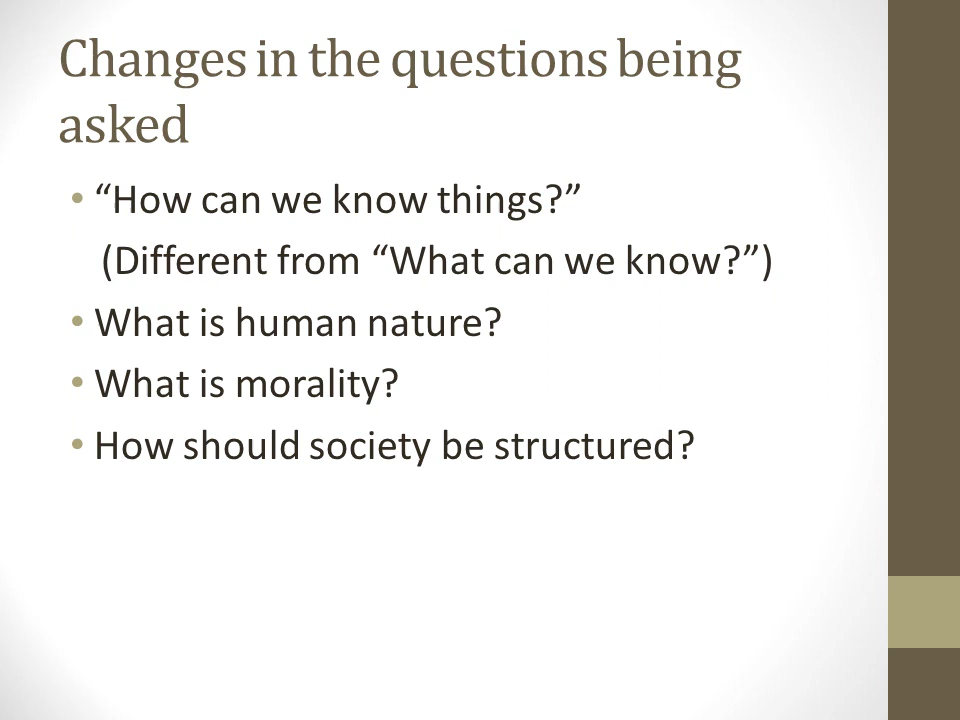 Changes in the questions being
asked
• “How can we know things?”
(Different from “What can we know?”)
• What is human nature?
• What is morality?
• How should society be structured?